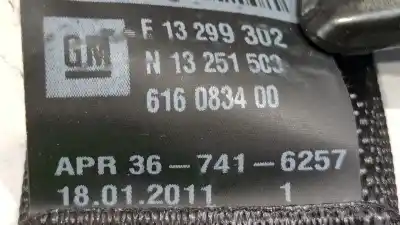 GM
F 13 299 302
N 13 251 503
616 0834 00
APR 36-741-6257
18.01.2011 1